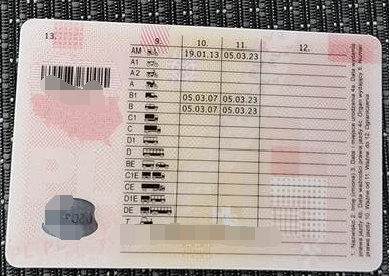 13. 9. 10. 11. 12.
AM 19.01.13 05.03.23
A1
A2
A
B1 05.03.07 05.03.23
B 05.03.07 05.03.23
C1
C
D1
D
BE
C1E
CE
D1E
DE
T
1. Nazwisko 2. Imię (imiona) 3. Data i miejsce urodzenia 4a. Data wydania
prawa jazdy 4b. Data ważności prawa jazdy 4c. Organ wydający 5. Numer
prawa jazdy 10. Ważne od 11. Ważne do 12. Ograniczenia